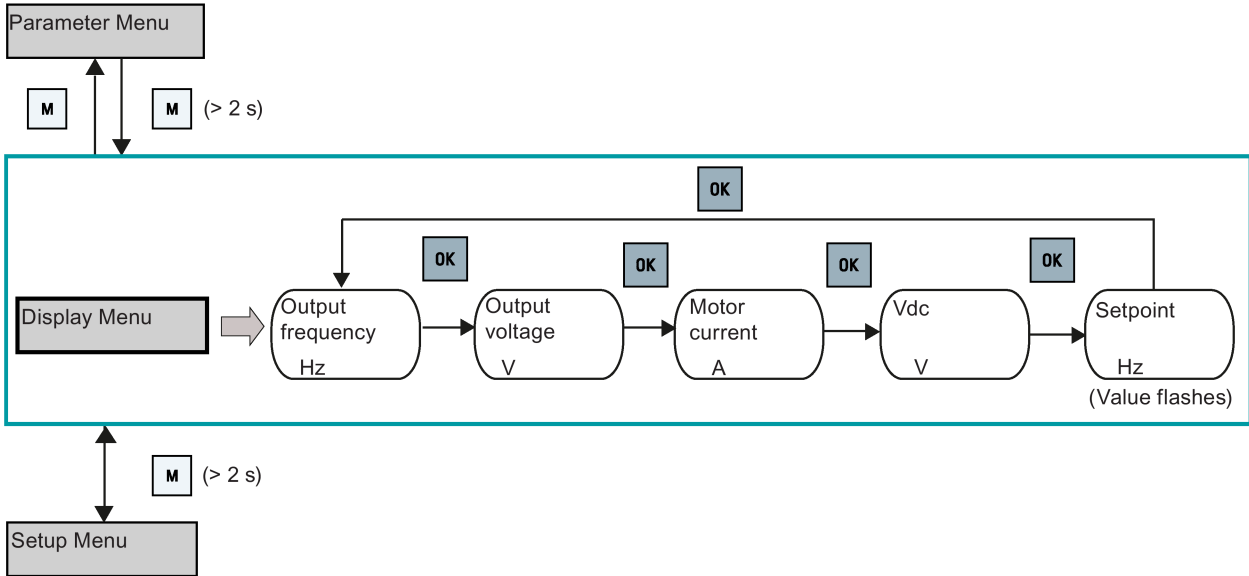 Parameter Menu
M
M (> 2 s)
OK
OK
OK
OK
OK
Display Menu
Output
frequency
Hz
Output
voltage
V
Motor
current
A
Vdc
V
Setpoint
Hz
(Value flashes)
M (> 2 s)
Setup Menu